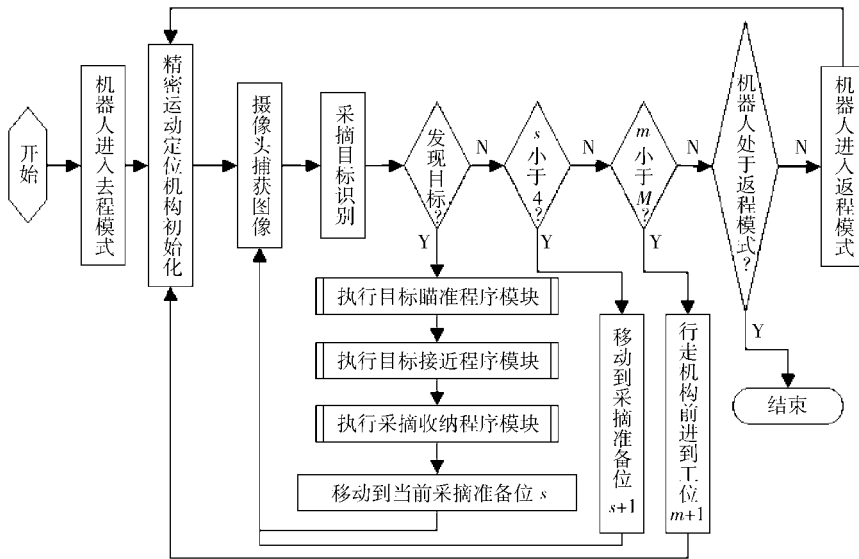 开始
机器人进入去程模式
精密运动定位机构初始化
摄像头捕获图像
采摘目标识别
发现目标?
N
s小于4?
N
m小于M?
N
机器人处于返程模式?
N
机器人进入返程模式
Y
Y
Y
Y
执行目标瞄准程序模块
执行目标接近程序模块
执行采摘收纳程序模块
移动到当前采摘准备位 s
移动到采摘准备位s+1
行走机构前进到工位m+1
结束